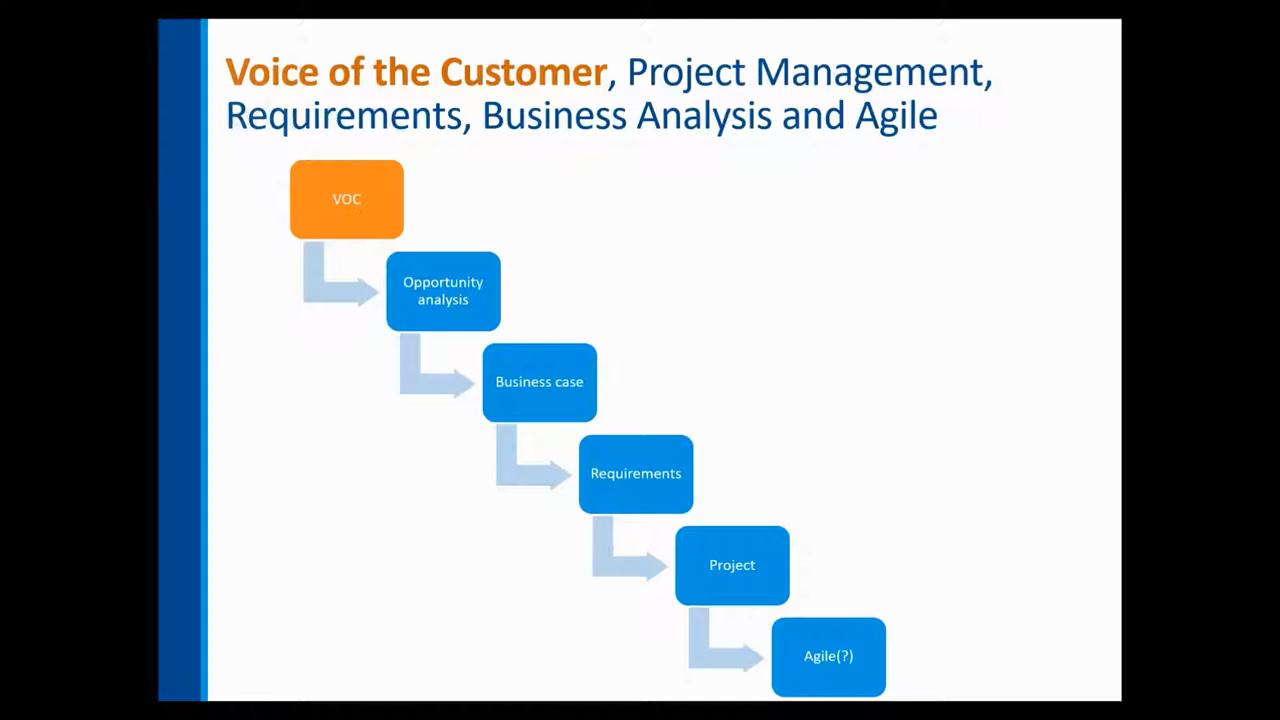 Voice of the Customer, Project Management,
Requirements, Business Analysis and Agile
VOC
Opportunity
analysis
Business case
Requirements
Project
Agile(?)